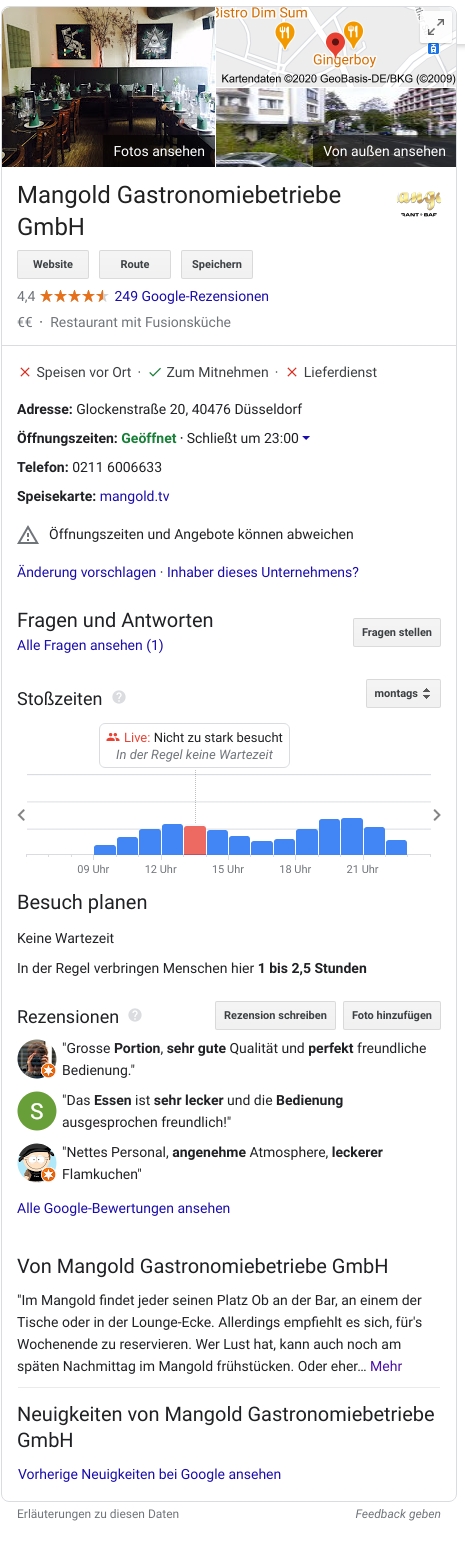 Bistro Dim Sum
Gingerboy
Kartendaten ©2020 GeoBasis-DE/BKG (©2009)
Fotos ansehen
Von außen ansehen
Mangold Gastronomiebetriebe
GmbH
Website
Route
Speichern
4,4 249 Google-Rezensionen
€€ · Restaurant mit Fusionsküche
Speisen vor Ort · Zum Mitnehmen · Lieferdienst
Adresse: Glockenstraße 20, 40476 Düsseldorf
Öffnungszeiten: Geöffnet · Schließt um 23:00
Telefon: 0211 6006633
Speisekarte: mangold.tv
Öffnungszeiten und Angebote können abweichen
Änderung vorschlagen · Inhaber dieses Unternehmens?
Fragen und Antworten
Alle Fragen ansehen (1)
Fragen stellen
Stoßzeiten ?
montags
Live: Nicht zu stark besucht
In der Regel keine Wartezeit
09 Uhr 12 Uhr 15 Uhr 18 Uhr 21 Uhr
Besuch planen
Keine Wartezeit
In der Regel verbringen Menschen hier 1 bis 2,5 Stunden
Rezensionen ?
Rezension schreiben
Foto hinzufügen
"Grosse Portion, sehr gute Qualität und perfekt freundliche
Bedienung."
S
"Das Essen ist sehr lecker und die Bedienung
ausgesprochen freundlich!"
"Nettes Personal, angenehme Atmosphere, leckerer
Flamkuchen"
Alle Google-Bewertungen ansehen
Von Mangold Gastronomiebetriebe GmbH
"Im Mangold findet jeder seinen Platz Ob an der Bar, an einem der
Tische oder in der Lounge-Ecke. Allerdings empfiehlt es sich, für's
Wochenende zu reservieren. Wer Lust hat, kann auch noch am
späten Nachmittag im Mangold frühstücken. Oder eher… Mehr
Neuigkeiten von Mangold Gastronomiebetriebe
GmbH
Vorherige Neuigkeiten bei Google ansehen
Erläuterungen zu diesen Daten
Feedback geben